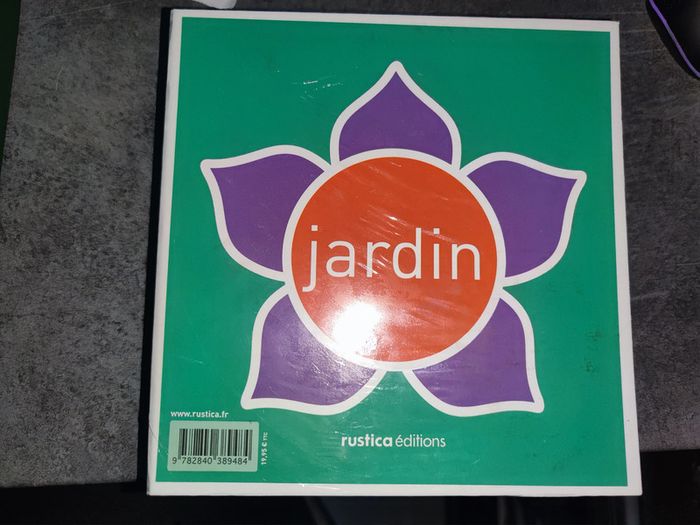 jardin
www.rustica.fr
9 782840 389484
19,95 € TTC
rustica éditions